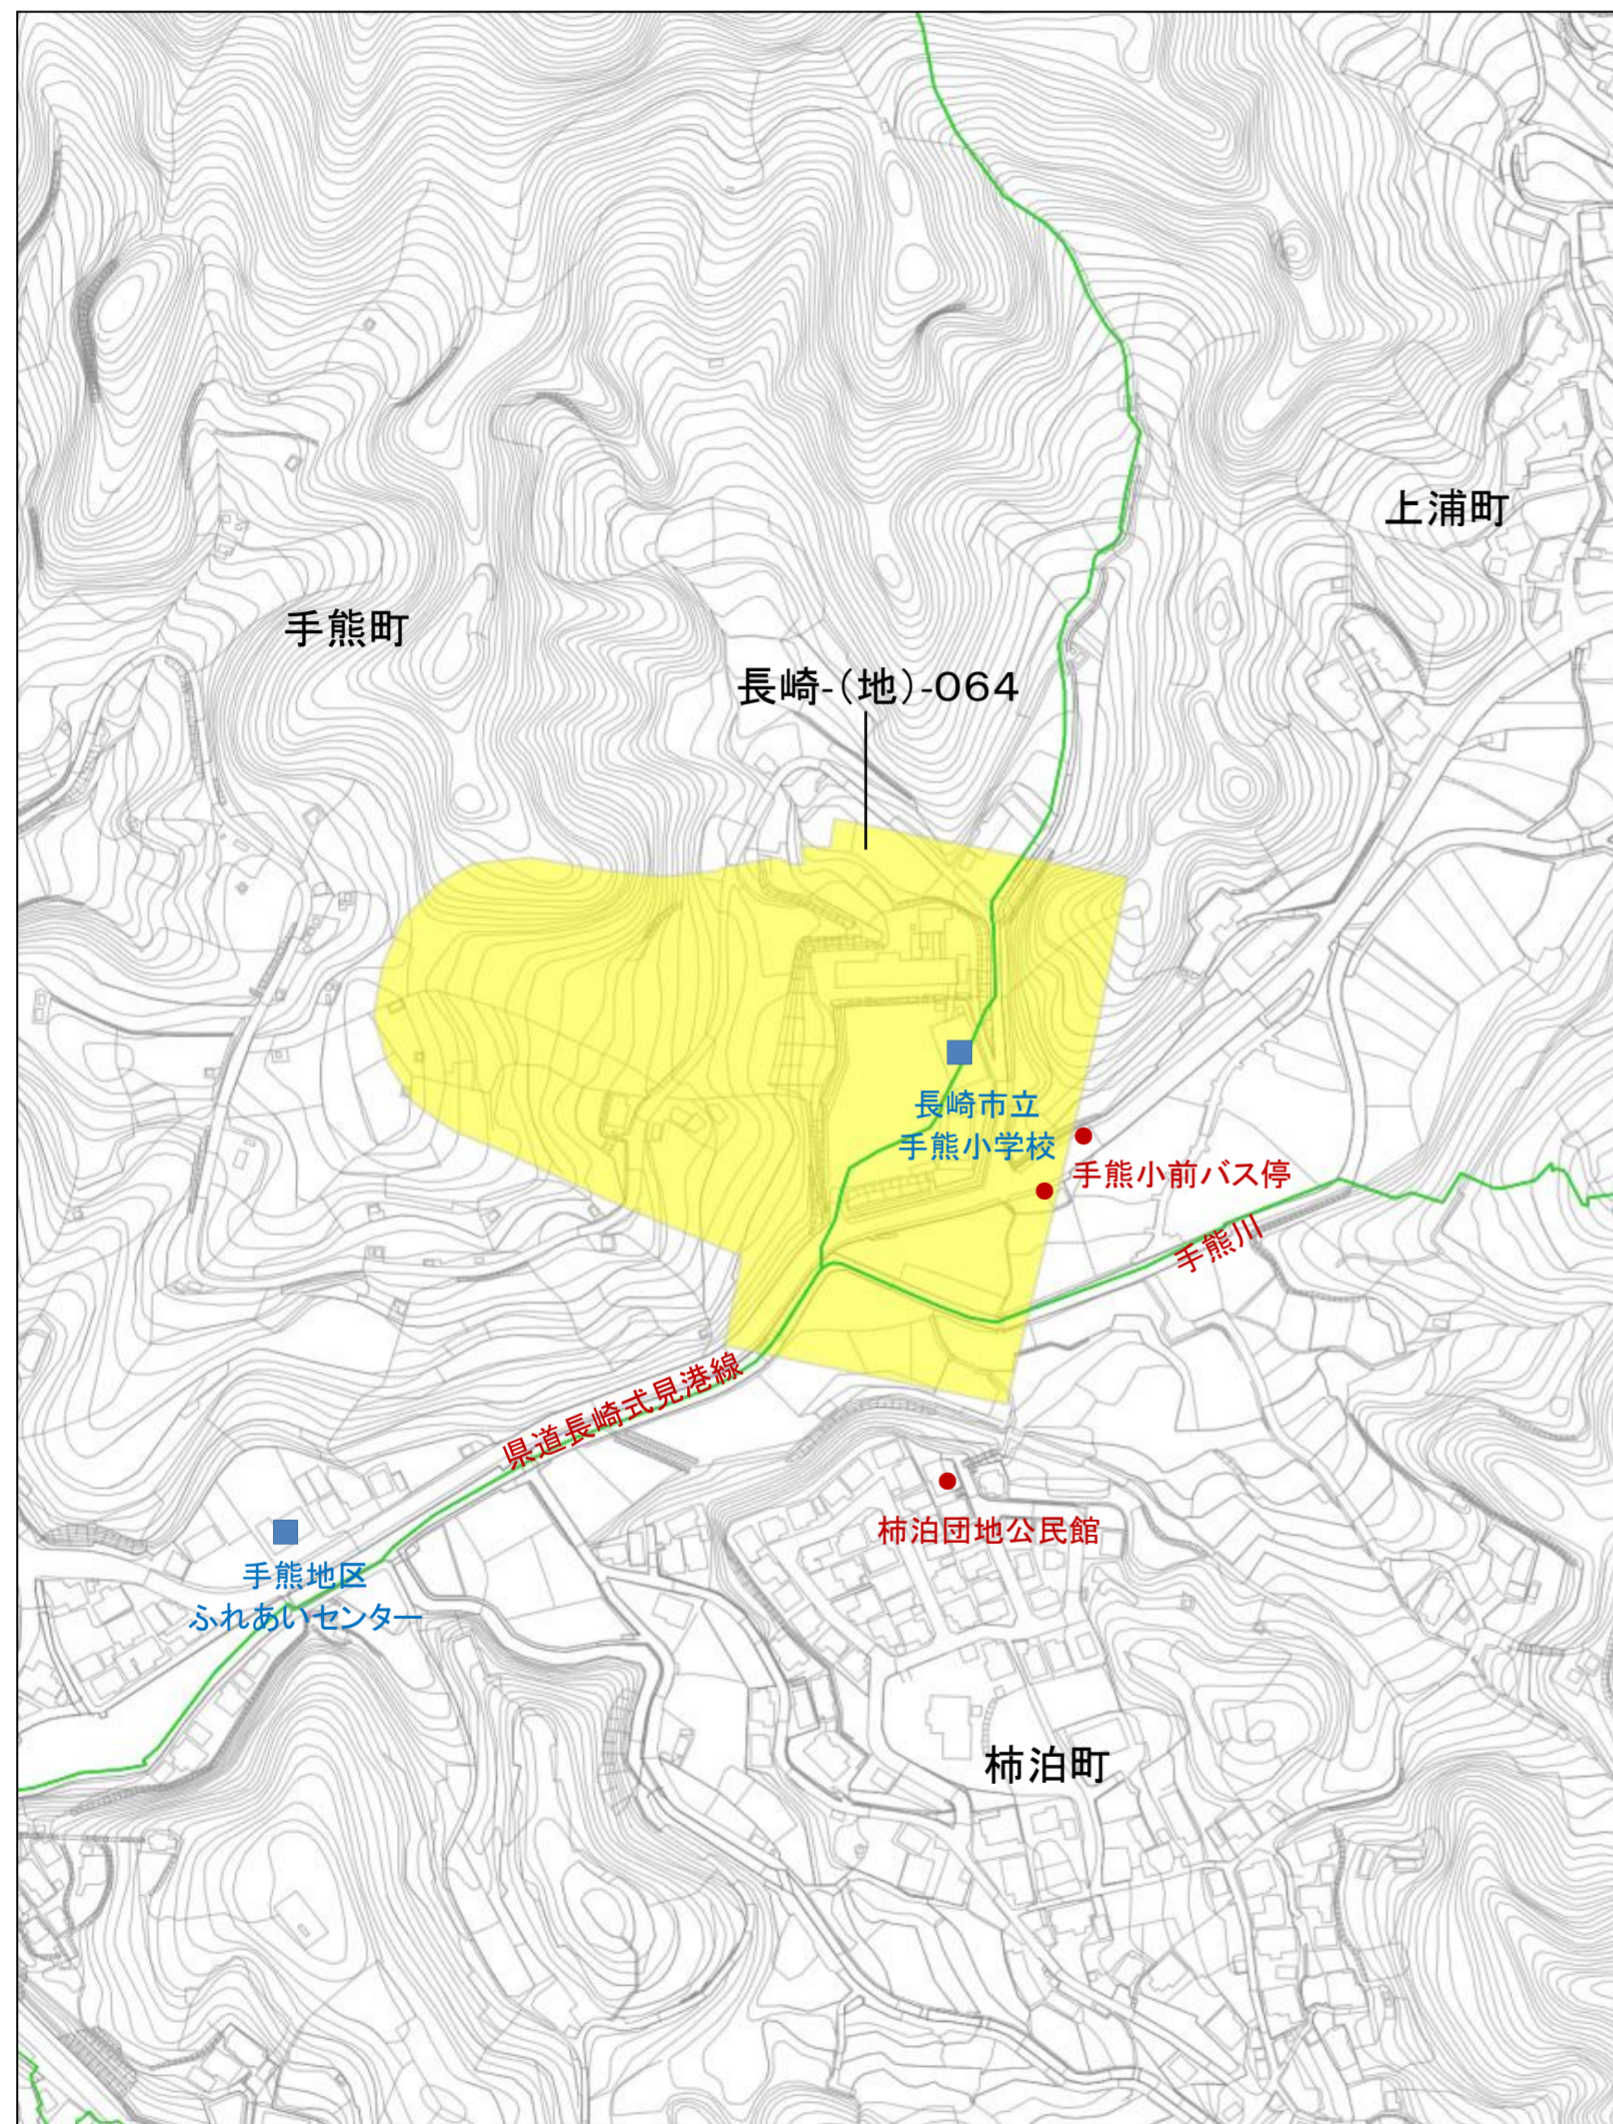 上浦町
手熊町
長崎-(地)-064
長崎市立
手熊小学校
手熊小前バス停
手熊川
県道長崎式見港線
柿泊団地公民館
手熊地区
ふれあいセンター
柿泊町